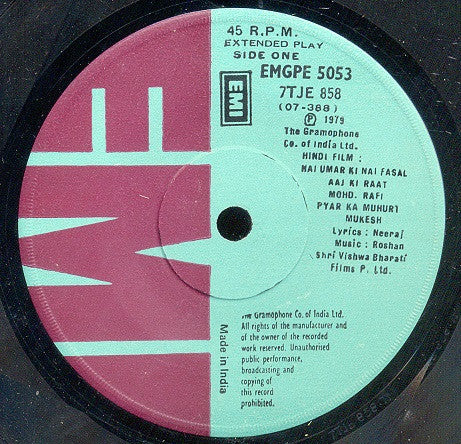 45 R.P.M.
EXTENDED PLAY
SIDE ONE
EMI
EMGPE 5053
7TJE 858
(07-388)
Ⓟ 1979
The Gramophone
Co. of India Ltd.
HINDI FILM :
NAI UMAR KI NAI FASAL
AAJ KI RAAT
MOHD. RAFI
PYAR KA MUHURT
MUKESH
Lyrics : Neeraj
Music : Roshan
Shri Vishwa Bharati
Films P. Ltd.
The Gramophone Co. of India Ltd.
All rights of the manufacturer and
of the owner of the recorded
work reserved. Unauthorised
public performance,
broadcasting and
copying of
this record
prohibited.
Made in India
EMI